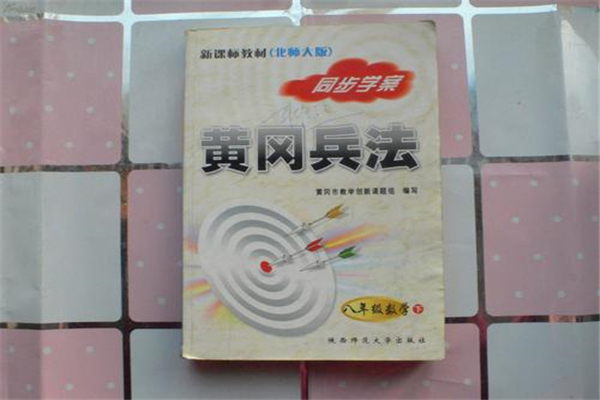 新课标教材(北师大版)
同步学案
黄冈兵法
黄冈市教学创新课题组 编写
八年级数学 下
陕西师范大学出版社